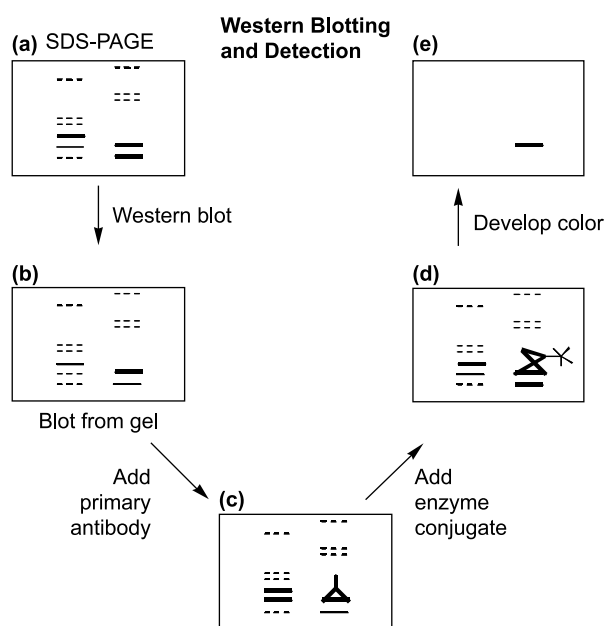 Western Blotting
and Detection
(a) SDS-PAGE
Western blot
(b)
Blot from gel
Add
primary
antibody
(c)
Add
enzyme
conjugate
(d)
Develop color
(e)